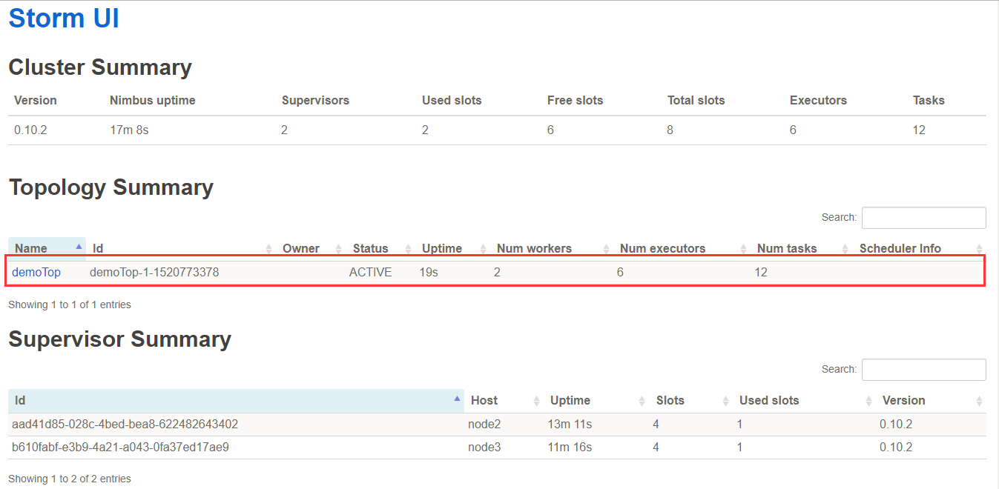 Storm UI
Cluster Summary
Version Nimbus uptime Supervisors Used slots Free slots Total slots Executors Tasks
0.10.2 17m 8s 2 2 6 8 6 12
Topology Summary
Search:
Name Id Owner Status Uptime Num workers Num executors Num tasks Scheduler Info
demoTop demoTop-1-1520773378 ACTIVE 19s 2 6 12
Showing 1 to 1 of 1 entries
Supervisor Summary
Search:
Id Host Uptime Slots Used slots Version
aad41d85-028c-4bed-bea8-622482643402 node2 13m 11s 4 1 0.10.2
b610fabf-e3b9-4a21-a043-0fa37ed17ae9 node3 11m 16s 4 1 0.10.2
Showing 1 to 2 of 2 entries